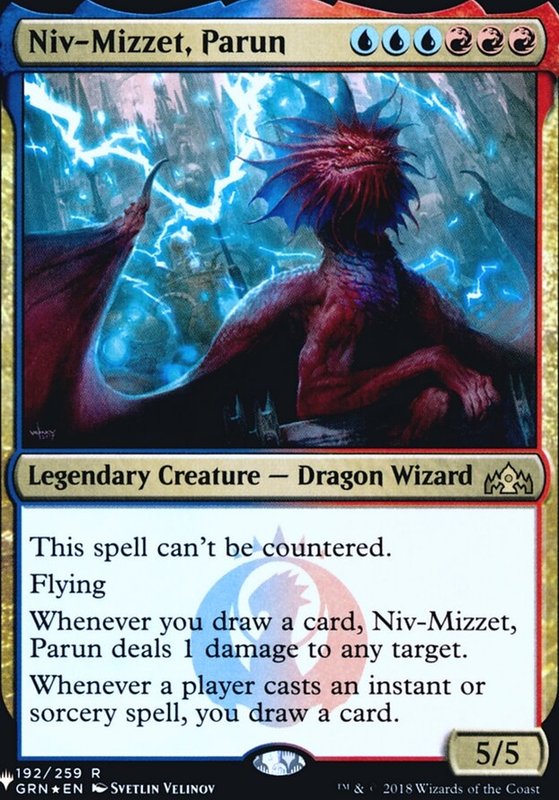 Niv-Mizzet, Parun
Legendary Creature — Dragon Wizard
This spell can't be countered.
Flying
Whenever you draw a card, Niv-Mizzet,
Parun deals 1 damage to any target.
Whenever a player casts an instant or
sorcery spell, you draw a card.
5/5
192/259 R
GRN★EN Svetlin Velinov
™ & © 2018 Wizards of the Coast